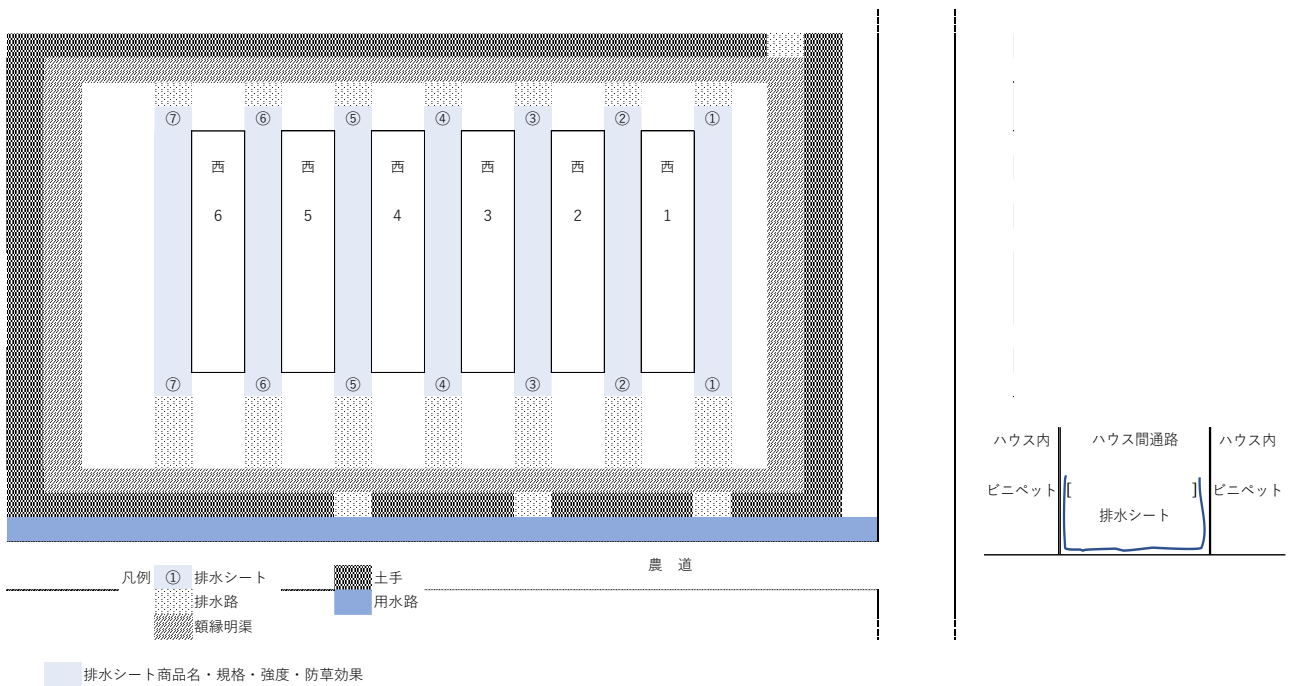 ⑦ ⑥ ⑤ ④ ③ ② ①
西 西 西 西 西 西
6 5 4 3 2 1
⑦ ⑥ ⑤ ④ ③ ② ①
ハウス内 ハウス間通路 ハウス内
ビニペット [ ] ビニペット
排水シート
農 道
凡例 ① 排水シート 土手
排水路 用水路
額縁明渠
排水シート商品名・規格・強度・防草効果